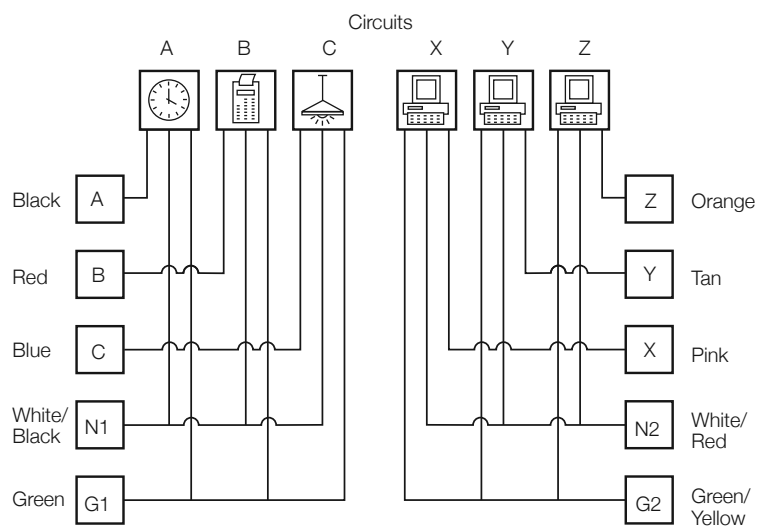 Circuits
A B C X Y Z
Black A
Z Orange
Red B
Y Tan
Blue C
X Pink
White/
Black
N1
N2
White/
Red
Green G1
G2
Green/
Yellow